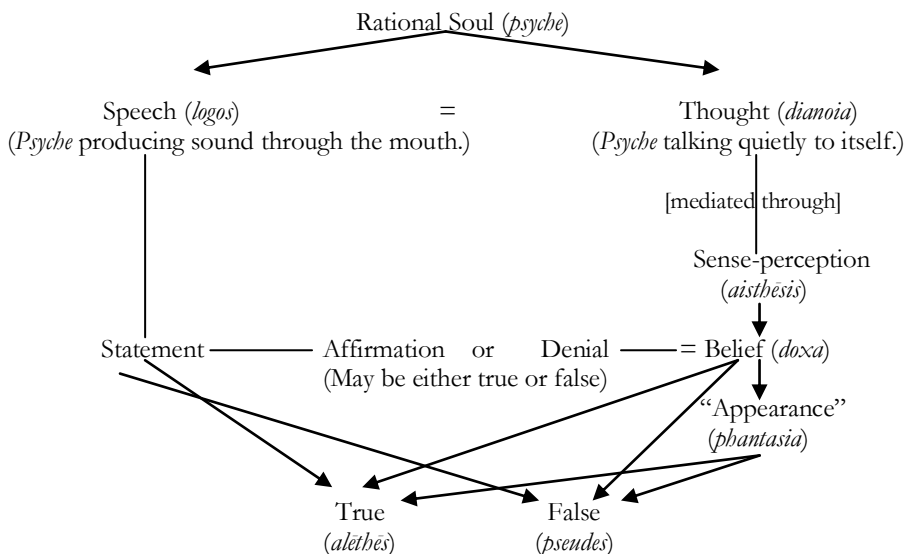 Rational Soul (psyche)
Speech (logos) = Thought (dianoia)
(Psyche producing sound through the mouth.) (Psyche talking quietly to itself.)
[mediated through]
Sense-perception
(aisthēsis)
Statement Affirmation or Denial = Belief (doxa)
(May be either true or false)
“Appearance”
(phantasia)
True False
(alēthēs) (pseudes)